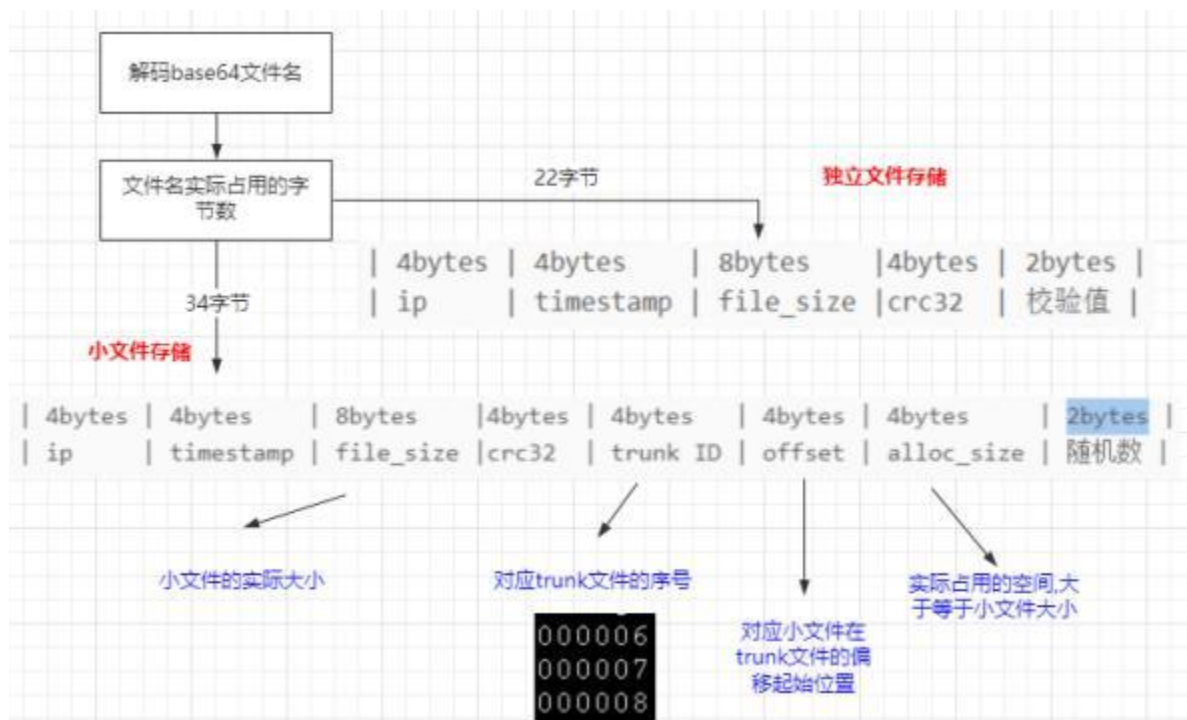 解码base64文件名
文件名实际占用的字
节数
22字节
独立文件存储
| 4bytes | 4bytes | 8bytes |4bytes | 2bytes |
| ip | timestamp | file_size |crc32 | 校验值 |
34字节
小文件存储
| 4bytes | 4bytes | 8bytes |4bytes | 4bytes | 4bytes | 4bytes | 2bytes |
| ip | timestamp | file_size |crc32 | trunk ID | offset | alloc_size | 随机数 |
小文件的实际大小
对应trunk文件的序号
000006
000007
000008
对应小文件在
trunk文件的偏
移起始位置
实际占用的空间,大
于等于小文件大小